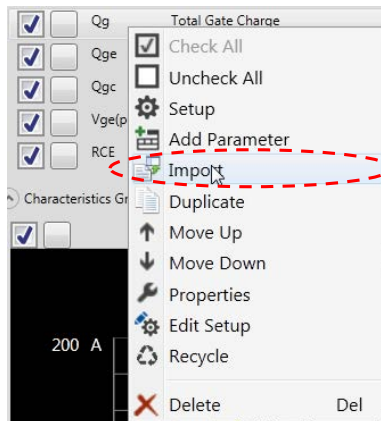 Qg Total Gate Charge
Qge Check All
Qgc Uncheck All
Setup
Vge(p
Add Parameter
RCE
Import
Characteristics Gr
Duplicate
Move Up
Move Down
Properties
Edit Setup
200 A
Recycle
Delete Del